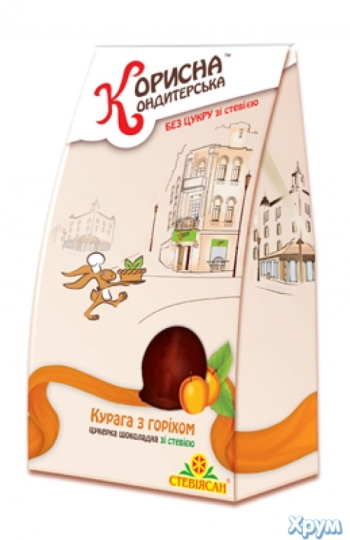 КОРИСНА™
КОНДИТЕРСЬКА
БЕЗ ЦУКРУ зі стевією
Курага з горіхом
цукерка шоколадна зі стевією
СТЕВІЯСАН®
Хрум